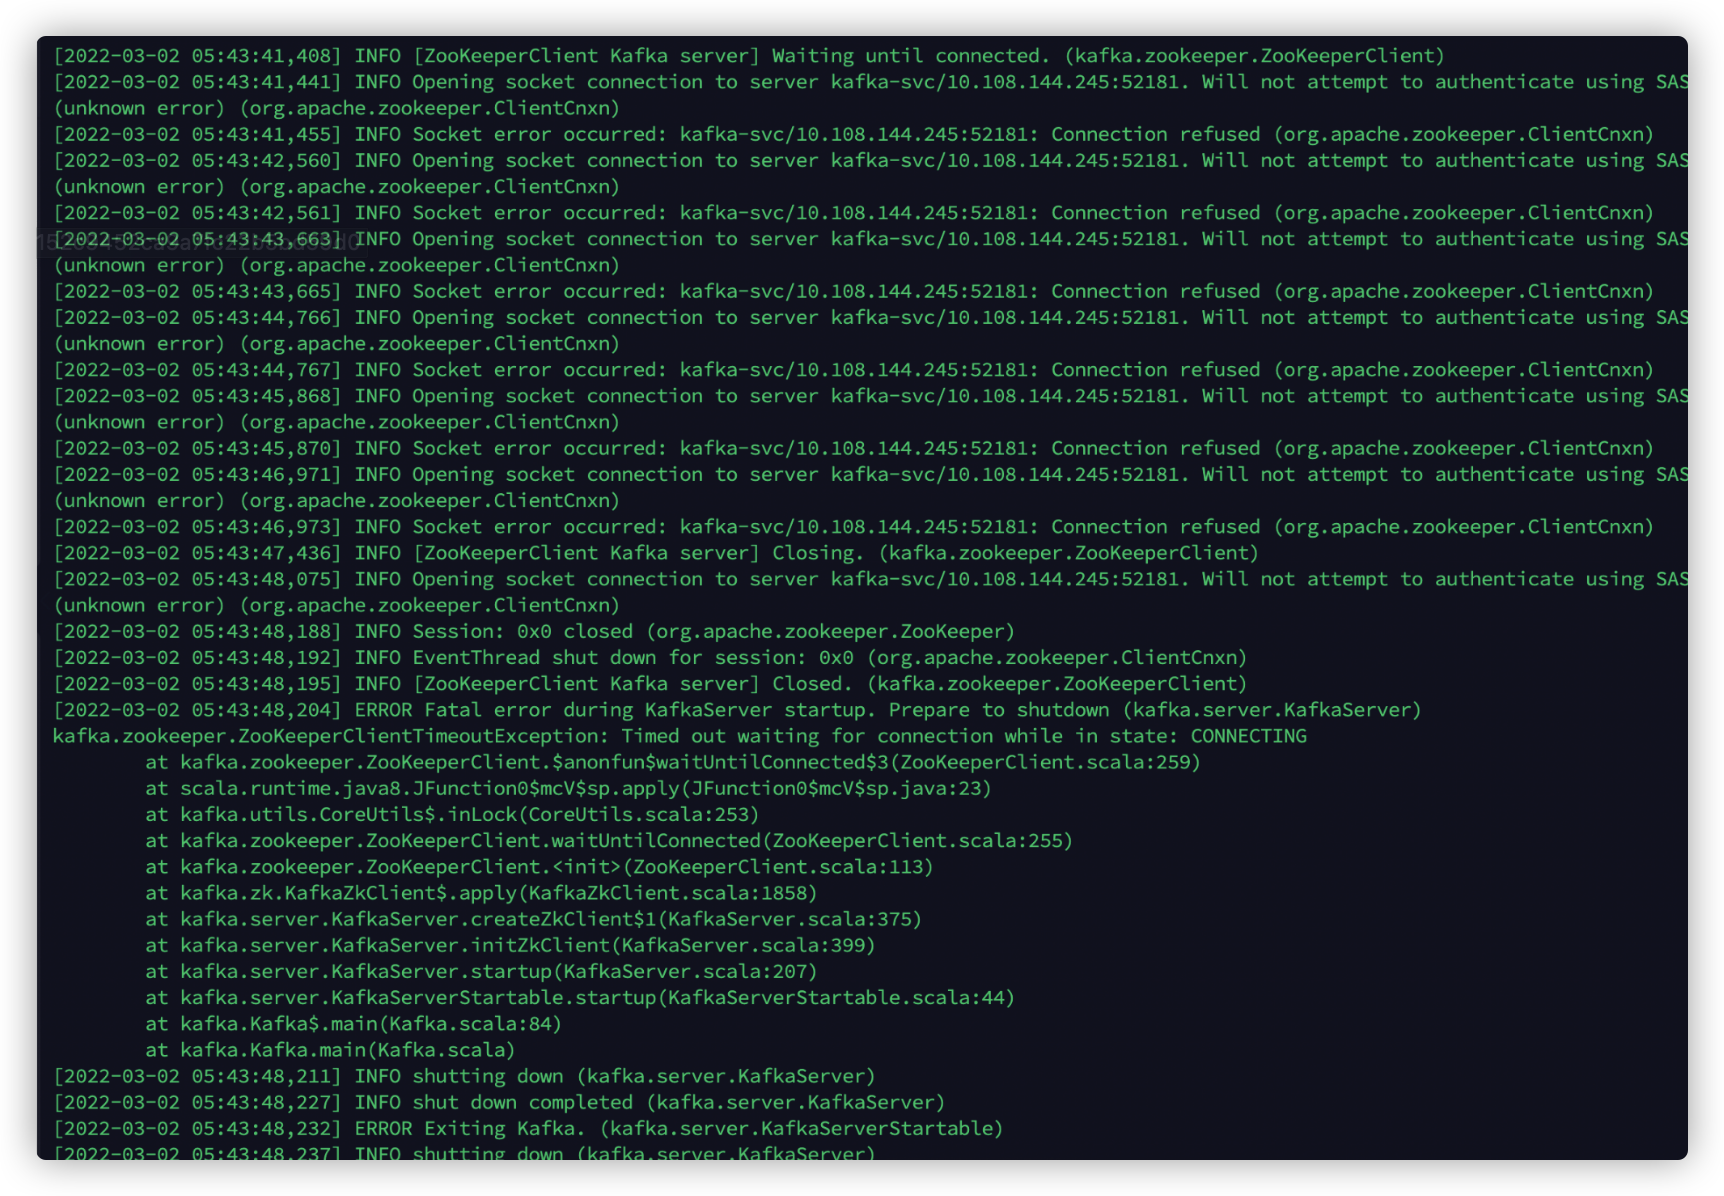 [2022-03-02 05:43:41,408] INFO [ZooKeeperClient Kafka server] Waiting until connected. (kafka.zookeeper.ZooKeeperClient)
[2022-03-02 05:43:41,441] INFO Opening socket connection to server kafka-svc/10.108.144.245:52181. Will not attempt to authenticate using SAS
(unknown error) (org.apache.zookeeper.ClientCnxn)
[2022-03-02 05:43:41,455] INFO Socket error occurred: kafka-svc/10.108.144.245:52181: Connection refused (org.apache.zookeeper.ClientCnxn)
[2022-03-02 05:43:42,560] INFO Opening socket connection to server kafka-svc/10.108.144.245:52181. Will not attempt to authenticate using SAS
(unknown error) (org.apache.zookeeper.ClientCnxn)
[2022-03-02 05:43:42,561] INFO Socket error occurred: kafka-svc/10.108.144.245:52181: Connection refused (org.apache.zookeeper.ClientCnxn)
[2022-03-02 05:43:43,663] INFO Opening socket connection to server kafka-svc/10.108.144.245:52181. Will not attempt to authenticate using SAS
(unknown error) (org.apache.zookeeper.ClientCnxn)
[2022-03-02 05:43:43,665] INFO Socket error occurred: kafka-svc/10.108.144.245:52181: Connection refused (org.apache.zookeeper.ClientCnxn)
[2022-03-02 05:43:44,766] INFO Opening socket connection to server kafka-svc/10.108.144.245:52181. Will not attempt to authenticate using SAS
(unknown error) (org.apache.zookeeper.ClientCnxn)
[2022-03-02 05:43:44,767] INFO Socket error occurred: kafka-svc/10.108.144.245:52181: Connection refused (org.apache.zookeeper.ClientCnxn)
[2022-03-02 05:43:45,868] INFO Opening socket connection to server kafka-svc/10.108.144.245:52181. Will not attempt to authenticate using SAS
(unknown error) (org.apache.zookeeper.ClientCnxn)
[2022-03-02 05:43:45,870] INFO Socket error occurred: kafka-svc/10.108.144.245:52181: Connection refused (org.apache.zookeeper.ClientCnxn)
[2022-03-02 05:43:46,971] INFO Opening socket connection to server kafka-svc/10.108.144.245:52181. Will not attempt to authenticate using SAS
(unknown error) (org.apache.zookeeper.ClientCnxn)
[2022-03-02 05:43:46,973] INFO Socket error occurred: kafka-svc/10.108.144.245:52181: Connection refused (org.apache.zookeeper.ClientCnxn)
[2022-03-02 05:43:47,436] INFO [ZooKeeperClient Kafka server] Closing. (kafka.zookeeper.ZooKeeperClient)
[2022-03-02 05:43:48,075] INFO Opening socket connection to server kafka-svc/10.108.144.245:52181. Will not attempt to authenticate using SAS
(unknown error) (org.apache.zookeeper.ClientCnxn)
[2022-03-02 05:43:48,188] INFO Session: 0x0 closed (org.apache.zookeeper.ZooKeeper)
[2022-03-02 05:43:48,192] INFO EventThread shut down for session: 0x0 (org.apache.zookeeper.ClientCnxn)
[2022-03-02 05:43:48,195] INFO [ZooKeeperClient Kafka server] Closed. (kafka.zookeeper.ZooKeeperClient)
[2022-03-02 05:43:48,204] ERROR Fatal error during KafkaServer startup. Prepare to shutdown (kafka.server.KafkaServer)
kafka.zookeeper.ZooKeeperClientTimeoutException: Timed out waiting for connection while in state: CONNECTING
at kafka.zookeeper.ZooKeeperClient.$anonfun$waitUntilConnected$3(ZooKeeperClient.scala:259)
at scala.runtime.java8.JFunction0$mcV$sp.apply(JFunction0$mcV$sp.java:23)
at kafka.utils.CoreUtils$.inLock(CoreUtils.scala:253)
at kafka.zookeeper.ZooKeeperClient.waitUntilConnected(ZooKeeperClient.scala:255)
at kafka.zookeeper.ZooKeeperClient.<init>(ZooKeeperClient.scala:113)
at kafka.zk.KafkaZkClient$.apply(KafkaZkClient.scala:1858)
at kafka.server.KafkaServer.createZkClient$1(KafkaServer.scala:375)
at kafka.server.KafkaServer.initZkClient(KafkaServer.scala:399)
at kafka.server.KafkaServer.startup(KafkaServer.scala:207)
at kafka.server.KafkaServerStartable.startup(KafkaServerStartable.scala:44)
at kafka.Kafka$.main(Kafka.scala:84)
at kafka.Kafka.main(Kafka.scala)
[2022-03-02 05:43:48,211] INFO shutting down (kafka.server.KafkaServer)
[2022-03-02 05:43:48,227] INFO shut down completed (kafka.server.KafkaServer)
[2022-03-02 05:43:48,232] ERROR Exiting Kafka. (kafka.server.KafkaServerStartable)
[2022-03-02 05:43:48,237] INFO shutting down (kafka.server.KafkaServer)